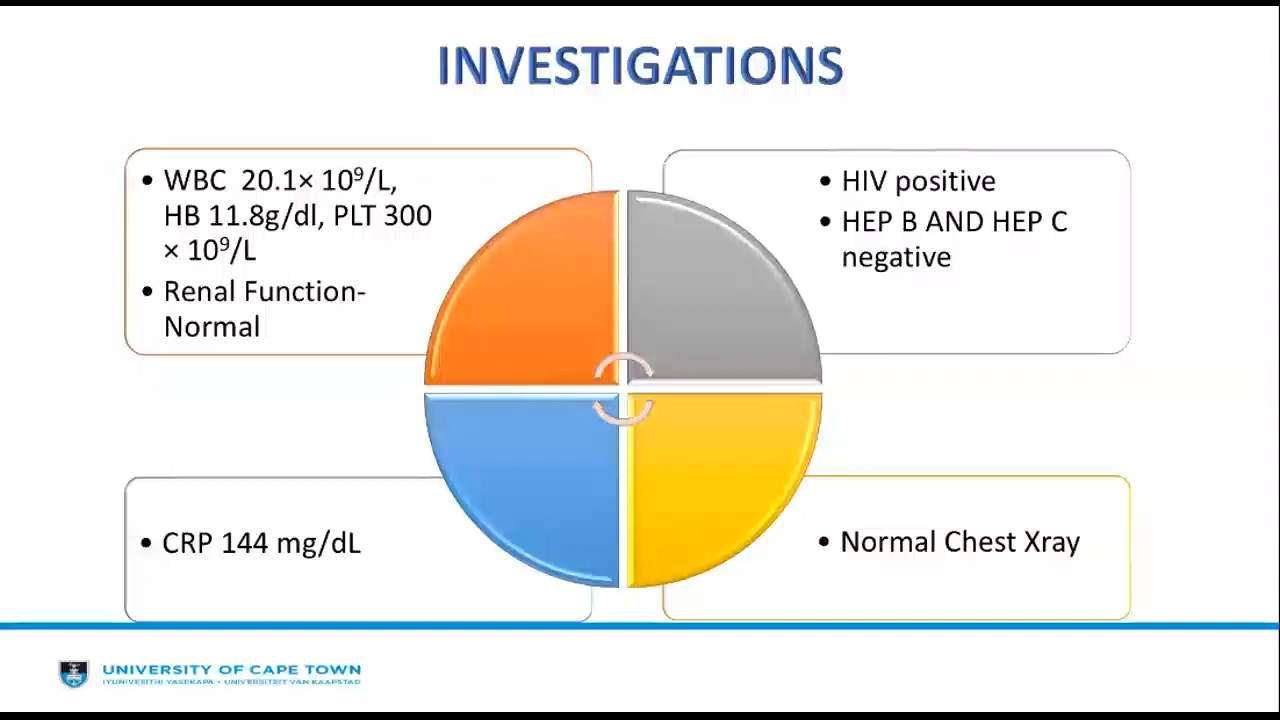 INVESTIGATIONS
• WBC 20.1× 10⁹/L,
HB 11.8g/dl, PLT 300
× 10⁹/L
• Renal Function-
Normal
• HIV positive
• HEP B AND HEP C
negative
• CRP 144 mg/dL
• Normal Chest Xray
UNIVERSITY OF CAPE TOWN
IYUNIVESITHI YASEKAPA • UNIVERSITEIT VAN KAAPSTAD